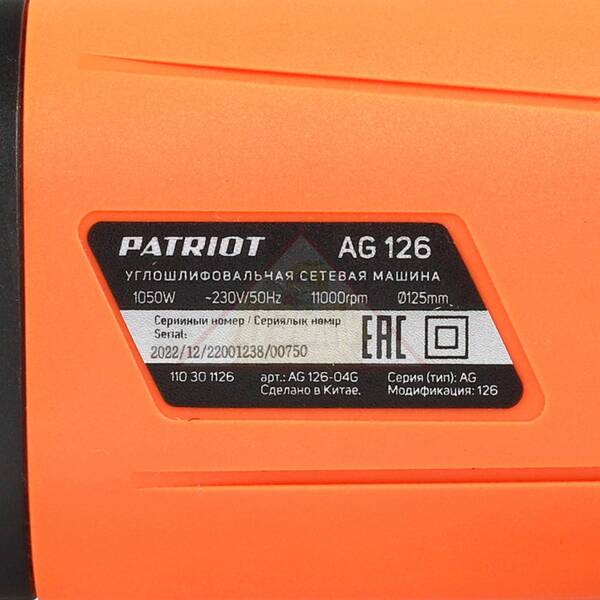 PATRIOT AG 126
УГЛОШЛИФОВАЛЬНАЯ СЕТЕВАЯ МАШИНА
1050W ~230V/50Hz 11000rpm Ø125mm
Серийный номер / Сериялық нөмір
Serial:
2022/12/22001238/00750
EAC
110 30 1126 арт.: AG 126-04G Серия (тип): AG
Сделано в Китае. Модификация: 126